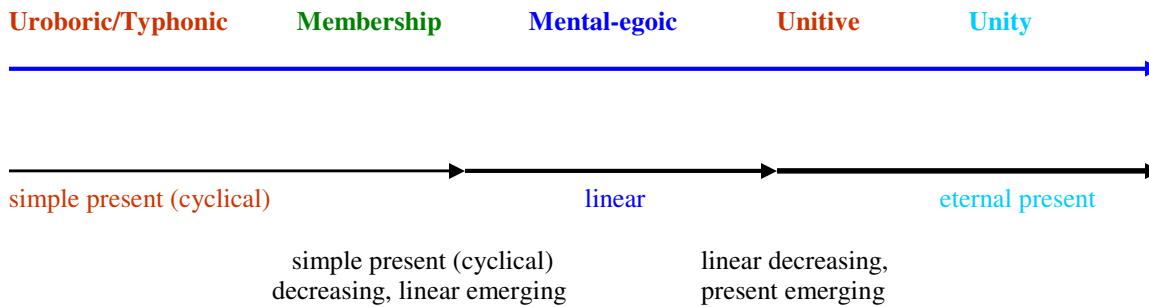 Uroboric/Typhonic Membership Mental-egoic Unitive Unity
simple present (cyclical) linear eternal present
simple present (cyclical) linear decreasing,
decreasing, linear emerging present emerging